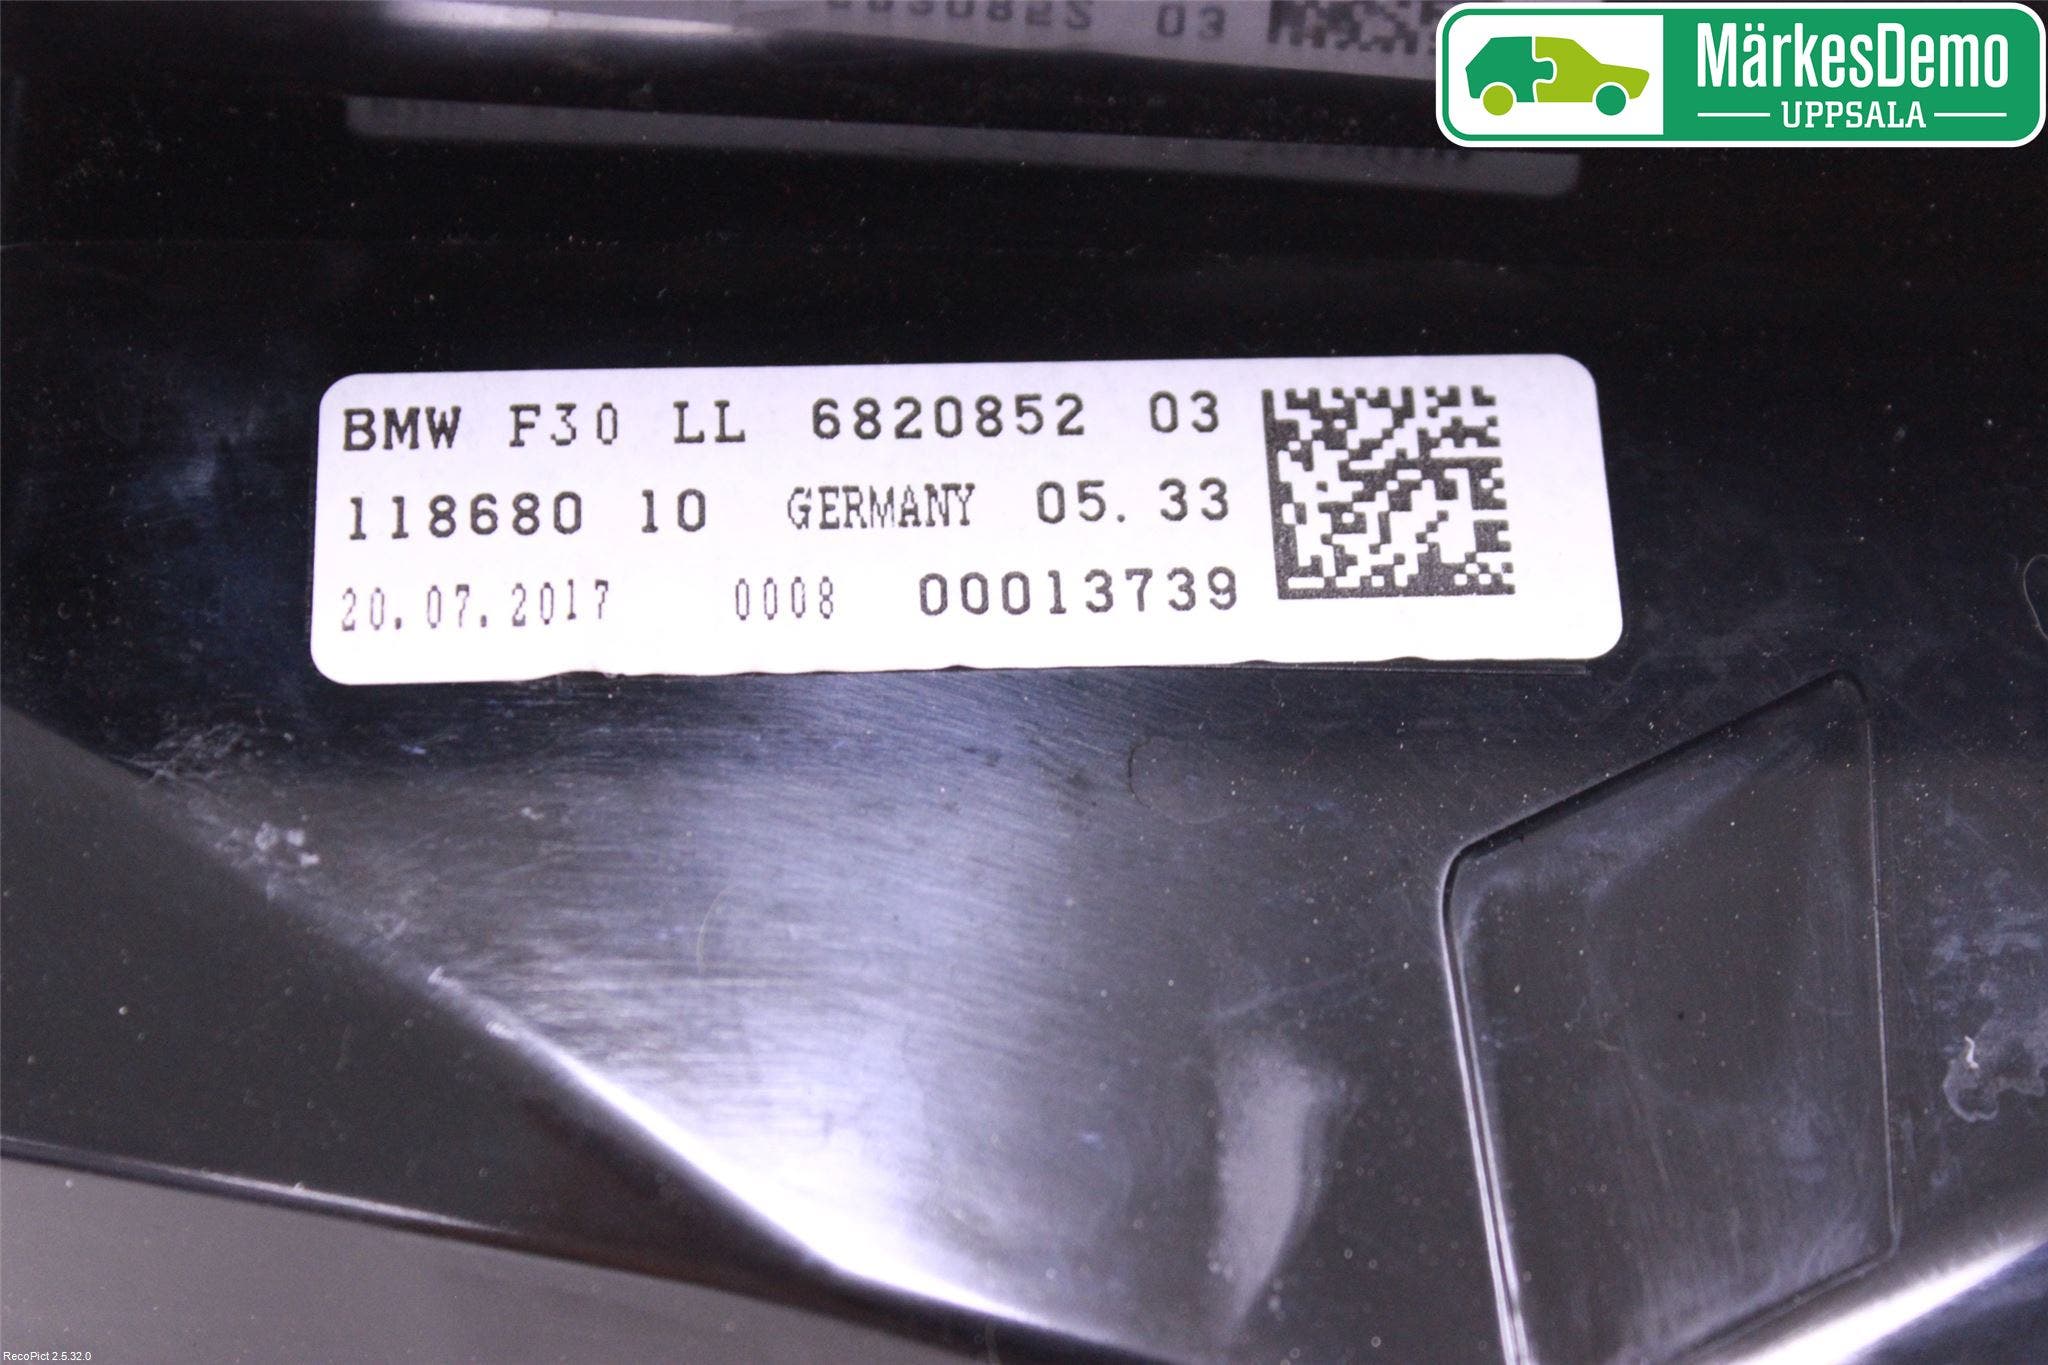 MärkesDemo
UPPSALA
BMW F30 LL 6820852 03
118680 10 GERMANY 05.33
20.07.2017 0008 00013739
RecoPict 2.5.32.0